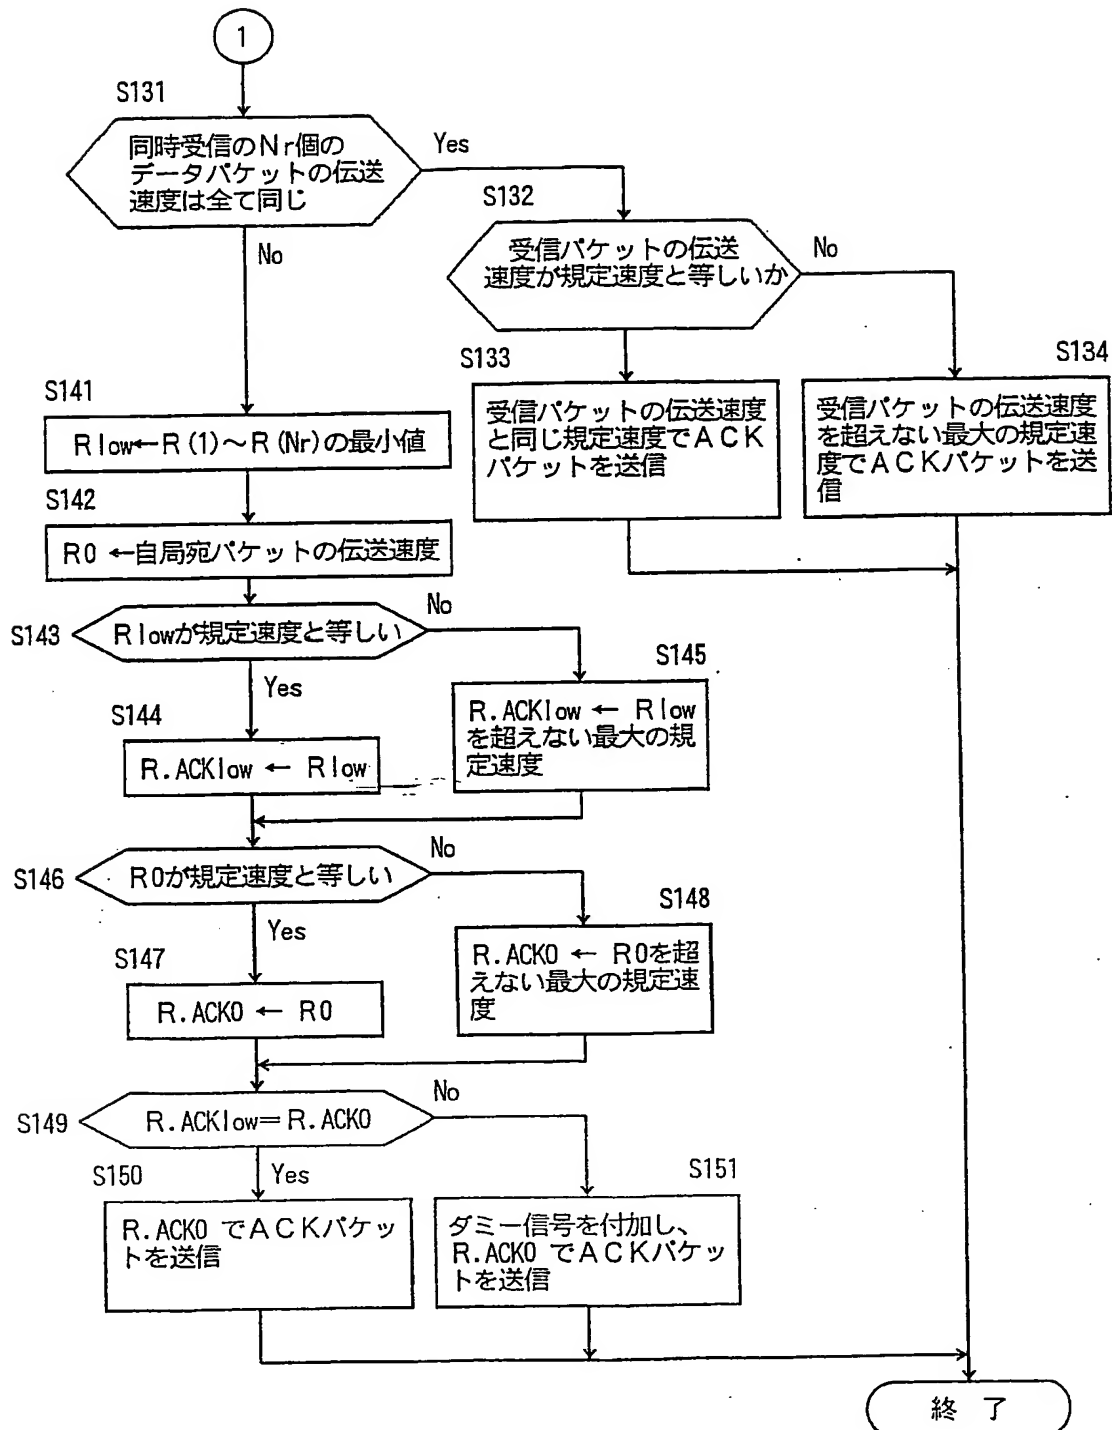 1
S131
同時受信のNr個の
データパケットの伝送
速度は全て同じ
Yes
No
S132
受信パケットの伝送
速度が規定速度と等しいか
No
S133
受信パケットの伝送速度
と同じ規定速度でACK
パケットを送信
S134
受信パケットの伝送速度
を超えない最大の規定速
度でACKパケットを送
信
S141
Rlow←R(1)～R(Nr)の最小値
S142
R0 ←自局宛パケットの伝送速度
S143
Rlowが規定速度と等しい
No
Yes
S144
R.ACKlow ← Rlow
S145
R.ACKlow ← Rlow
を超えない最大の規
定速度
S146
R0が規定速度と等しい
No
Yes
S147
R.ACK0 ← R0
S148
R.ACK0 ← R0を超
えない最大の規定速
度
S149
R.ACKlow=R.ACK0
No
Yes
S150
R.ACK0 でACKパケッ
トを送信
S151
ダミー信号を付加し、
R.ACK0 でACKパケッ
トを送信
終 了